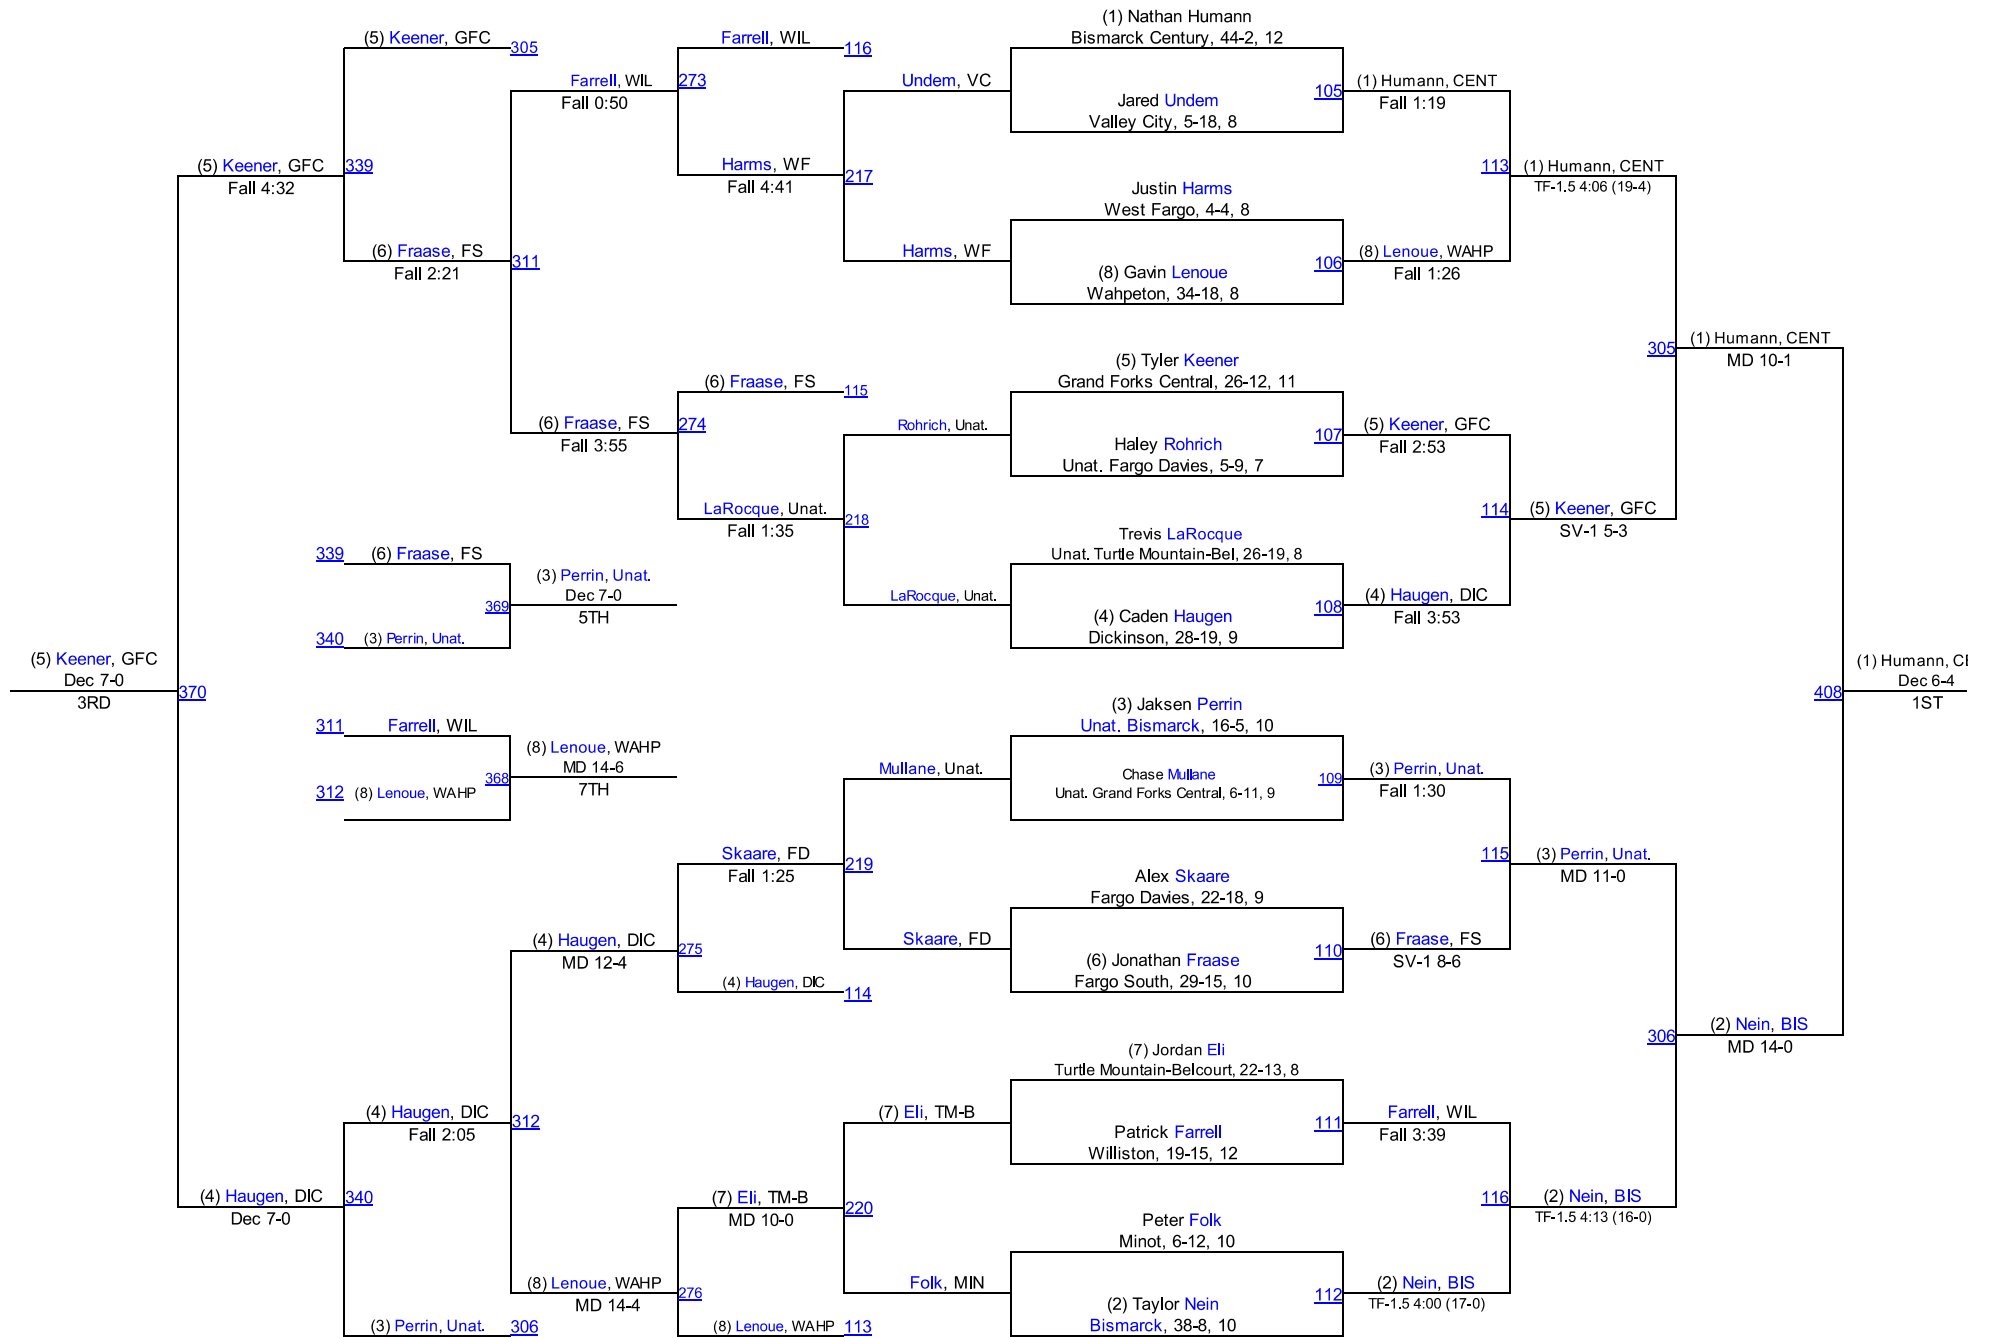 (1) Nathan Humann
(5) Keener, GFC
305
Farrell, WIL
116
Bismarck Century, 44-2, 12
Farrell, WIL
273
Undem, VC
105
(1) Humann, CENT
Fall 0:50
Jared Undem
Fall 1:19
Valley City, 5-18, 8
(5) Keener, GFC
339
Harms, WF
217
113
(1) Humann, CENT
Fall 4:32
Fall 4:41
Justin Harms
TF-1.5 4:06 (19-4)
West Fargo, 4-4, 8
(6) Fraase, FS
311
Harms, WF
106
(8) Lenoue, WAHP
Fall 2:21
(8) Gavin Lenoue
Fall 1:26
Wahpeton, 34-18, 8
305
(1) Humann, CENT
(5) Tyler Keener
MD 10-1
(6) Fraase, FS
115
Grand Forks Central, 26-12, 11
(6) Fraase, FS
274
Rohrich, Unat.
107
(5) Keener, GFC
Fall 3:55
Haley Rohrich
Fall 2:53
Unat. Fargo Davies, 5-9, 7
LaRocque, Unat.
218
114
(5) Keener, GFC
Fall 1:35
Trevis LaRocque
SV-1 5-3
339
(6) Fraase, FS
Unat. Turtle Mountain-Bel, 26-19, 8
(3) Perrin, Unat.
369
Dec 7-0
LaRocque, Unat.
108
(4) Haugen, DIC
5TH
(4) Caden Haugen
Fall 3:53
340
(3) Perrin, Unat.
Dickinson, 28-19, 9
(5) Keener, GFC
(1) Humann, CE
Dec 7-0
370
408
Dec 6-4
3RD
(3) Jaksen Perrin
1ST
311
Farrell, WIL
Unat. Bismarck, 16-5, 10
(8) Lenoue, WAHP
368
MD 14-6
Mullane, Unat.
Chase Mullane
109
(3) Perrin, Unat.
7TH
312
(8) Lenoue, WAHP
Unat. Grand Forks Central, 6-11, 9
Fall 1:30
Skaare, FD
219
115
(3) Perrin, Unat.
Fall 1:25
Alex Skaare
MD 11-0
Fargo Davies, 22-18, 9
(4) Haugen, DIC
275
Skaare, FD
110
(6) Fraase, FS
MD 12-4
(6) Jonathan Fraase
SV-1 8-6
(4) Haugen, DIC
114
Fargo South, 29-15, 10
306
(2) Nein, BIS
(7) Jordan Eli
MD 14-0
Turtle Mountain-Belcourt, 22-13, 8
(4) Haugen, DIC
312
(7) Eli, TM-B
111
Farrell, WIL
Fall 2:05
Patrick Farrell
Fall 3:39
Williston, 19-15, 12
(4) Haugen, DIC
340
(7) Eli, TM-B
220
116
(2) Nein, BIS
Dec 7-0
MD 10-0
Peter Folk
TF-1.5 4:13 (16-0)
Minot, 6-12, 10
(8) Lenoue, WAHP
276
Folk, MIN
112
(2) Nein, BIS
MD 14-4
(2) Taylor Nein
TF-1.5 4:00 (17-0)
(3) Perrin, Unat.
306
(8) Lenoue, WAHP
113
Bismarck, 38-8, 10